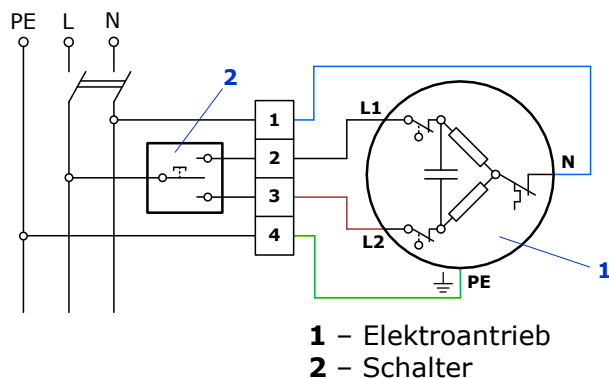 PE L N
2
1
L1
2
N
3
4
L2
PE
1
1 – Elektroantrieb
2 – Schalter